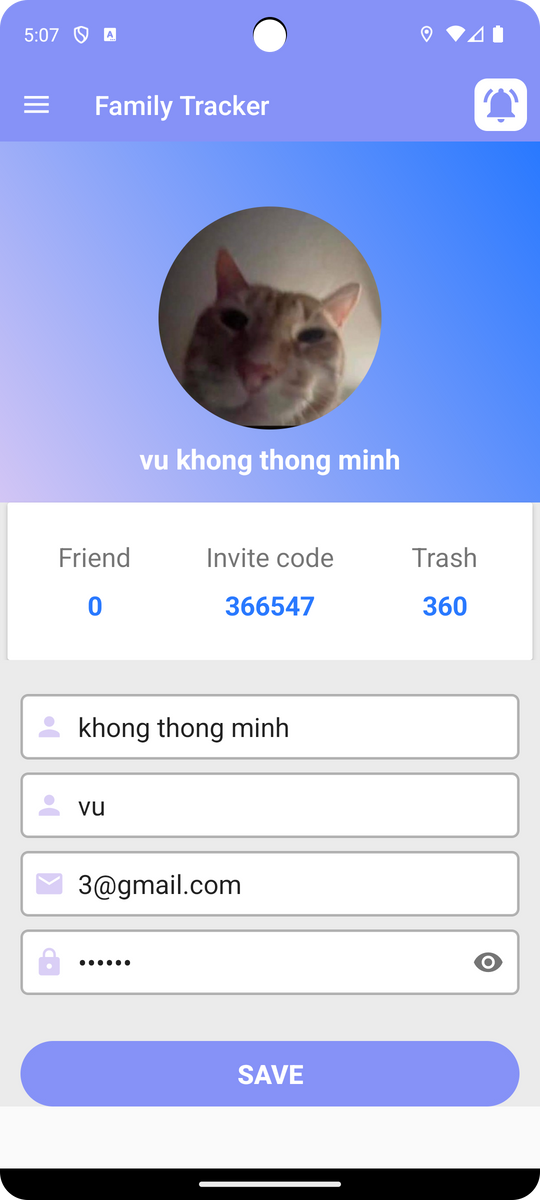 5:07
A
Family Tracker
vu khong thong minh
Friend Invite code Trash
0 366547 360
khong thong minh
vu
3@gmail.com
••••••
SAVE